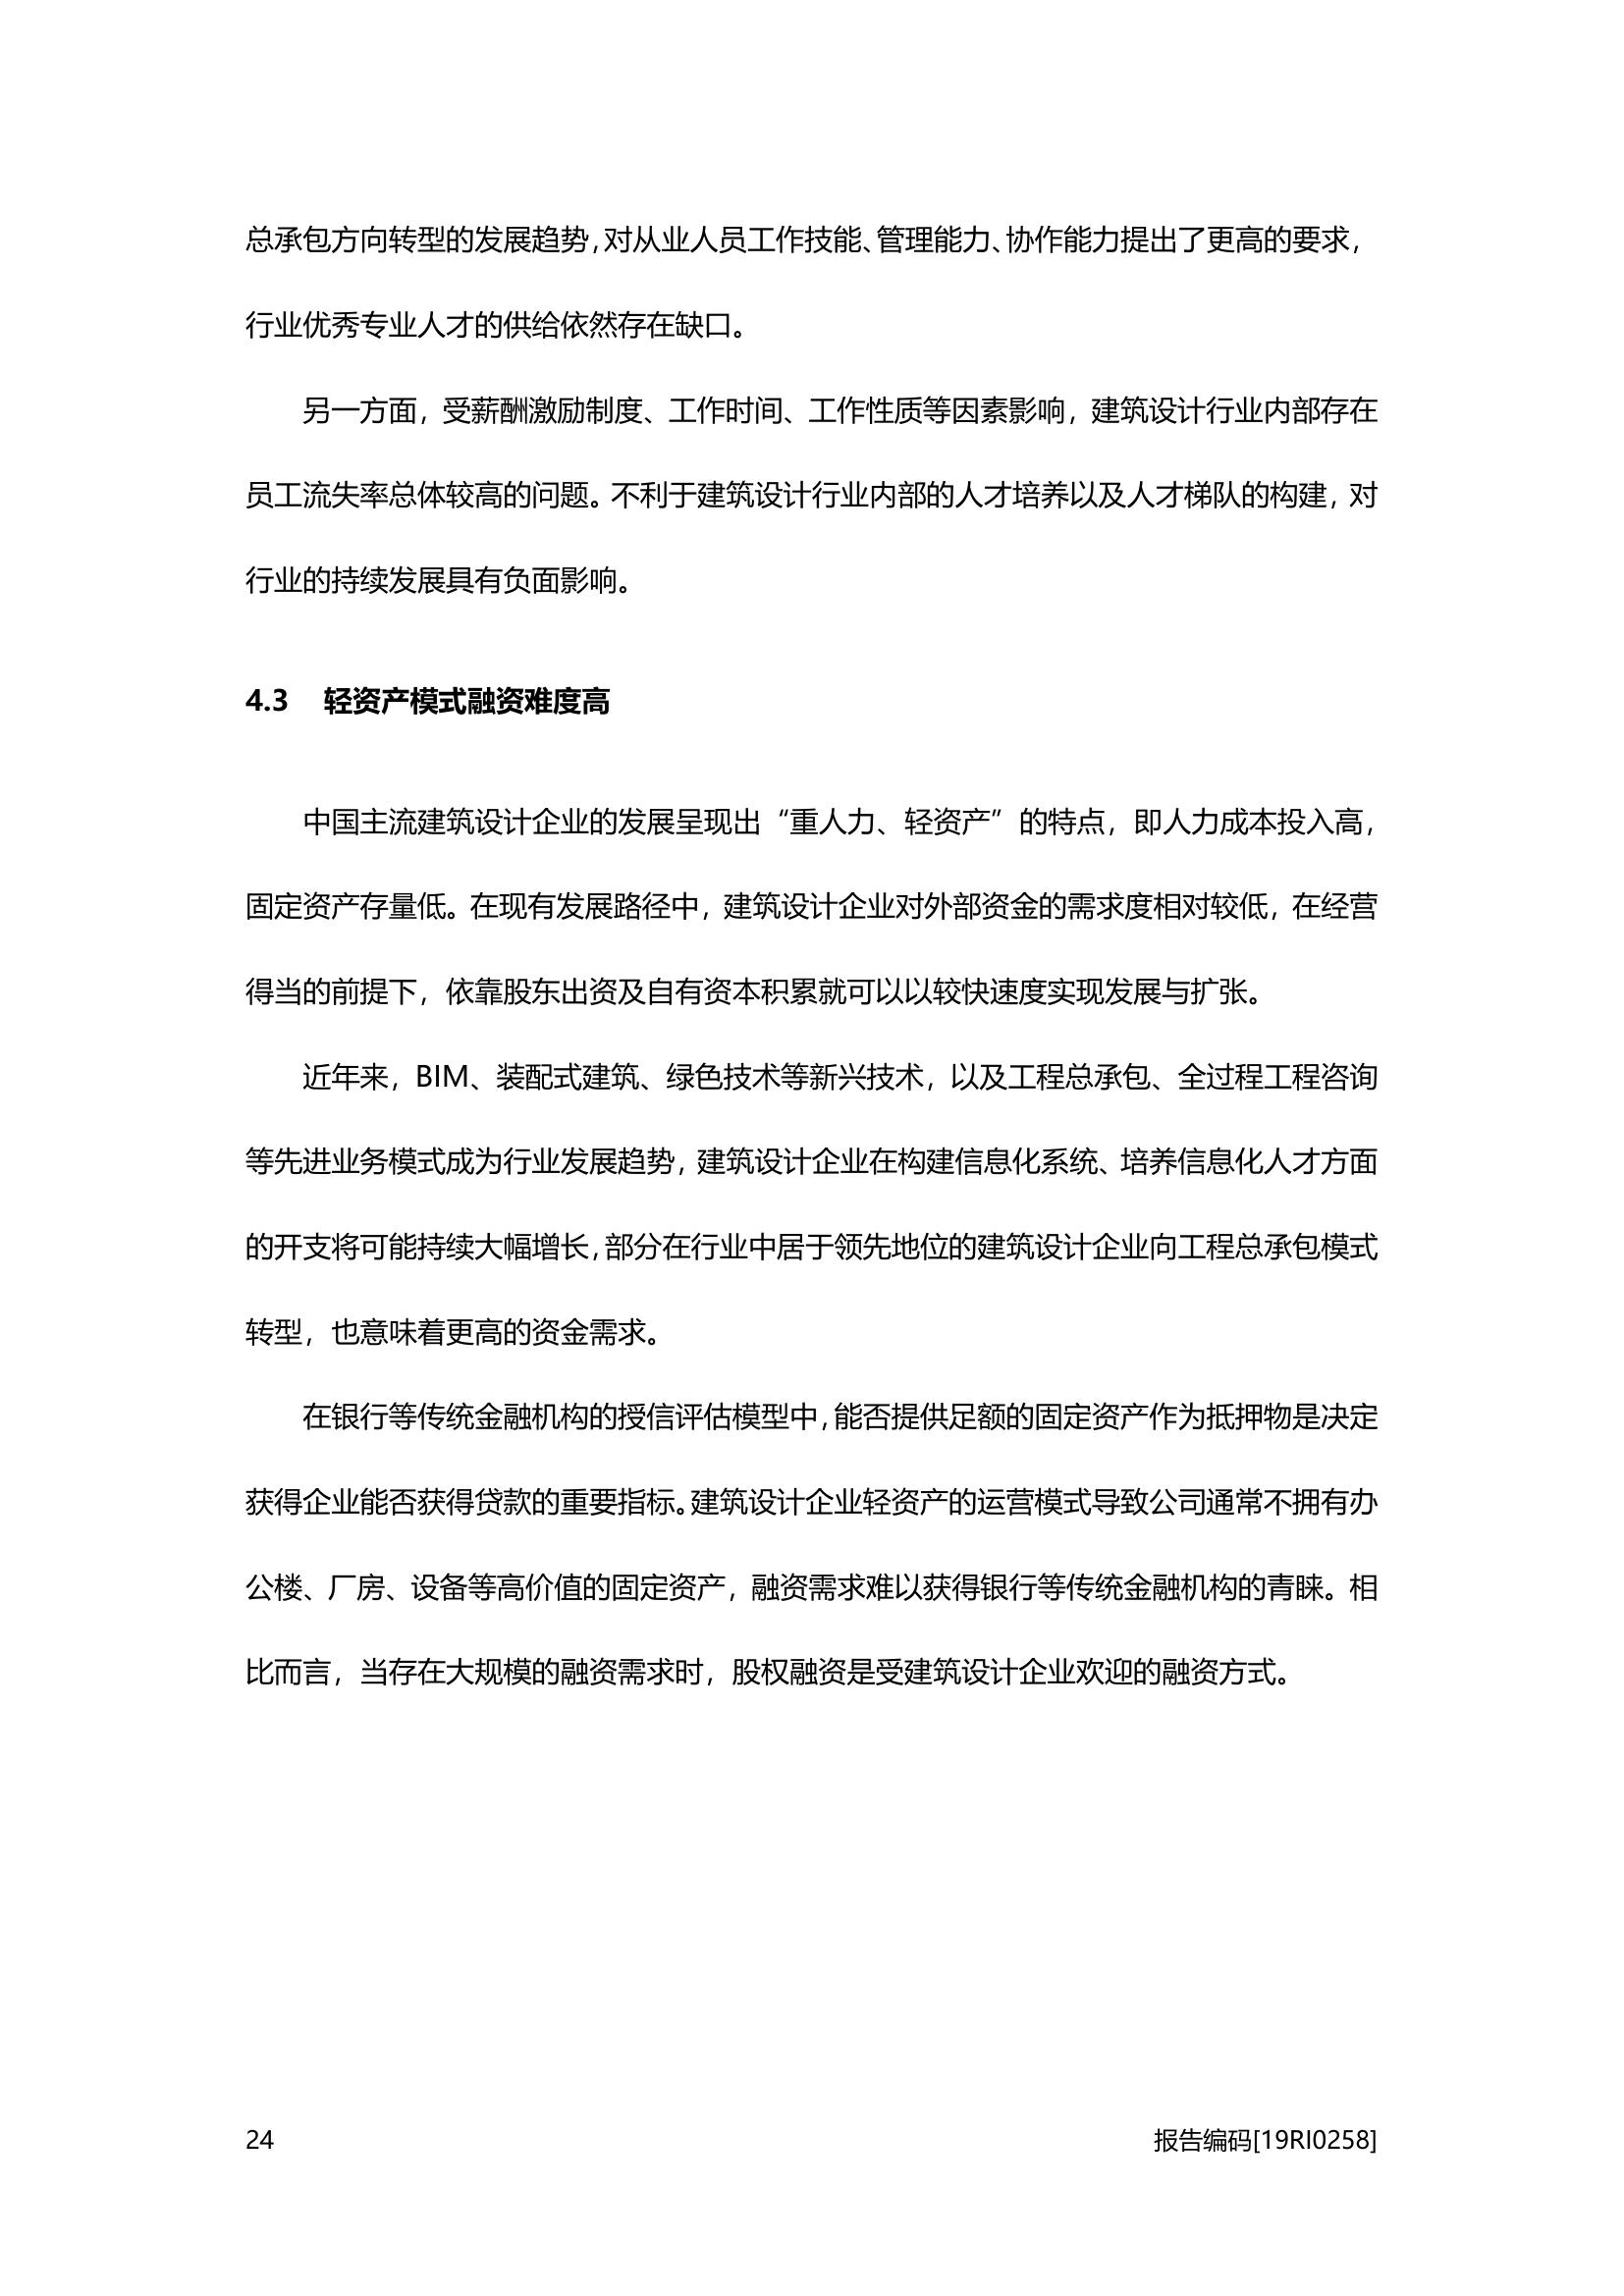 总承包方向转型的发展趋势，对从业人员工作技能、管理能力、协作能力提出了更高的要求，
行业优秀专业人才的供给依然存在缺口。
另一方面，受薪酬激励制度、工作时间、工作性质等因素影响，建筑设计行业内部存在
员工流失率总体较高的问题。不利于建筑设计行业内部的人才培养以及人才梯队的构建，对
行业的持续发展具有负面影响。
4.3 轻资产模式融资难度高
中国主流建筑设计企业的发展呈现出“重人力、轻资产”的特点，即人力成本投入高，
固定资产存量低。在现有发展路径中，建筑设计企业对外部资金的需求度相对较低，在经营
得当的前提下，依靠股东出资及自有资本积累就可以以较快速度实现发展与扩张。
近年来，BIM、装配式建筑、绿色技术等新兴技术，以及工程总承包、全过程工程咨询
等先进业务模式成为行业发展趋势，建筑设计企业在构建信息化系统、培养信息化人才方面
的开支将可能持续大幅增长，部分在行业中居于领先地位的建筑设计企业向工程总承包模式
转型，也意味着更高的资金需求。
在银行等传统金融机构的授信评估模型中，能否提供足额的固定资产作为抵押物是决定
获得企业能否获得贷款的重要指标。建筑设计企业轻资产的运营模式导致公司通常不拥有办
公楼、厂房、设备等高价值的固定资产，融资需求难以获得银行等传统金融机构的青睐。相
比而言，当存在大规模的融资需求时，股权融资是受建筑设计企业欢迎的融资方式。
24 报告编码[19RI0258]